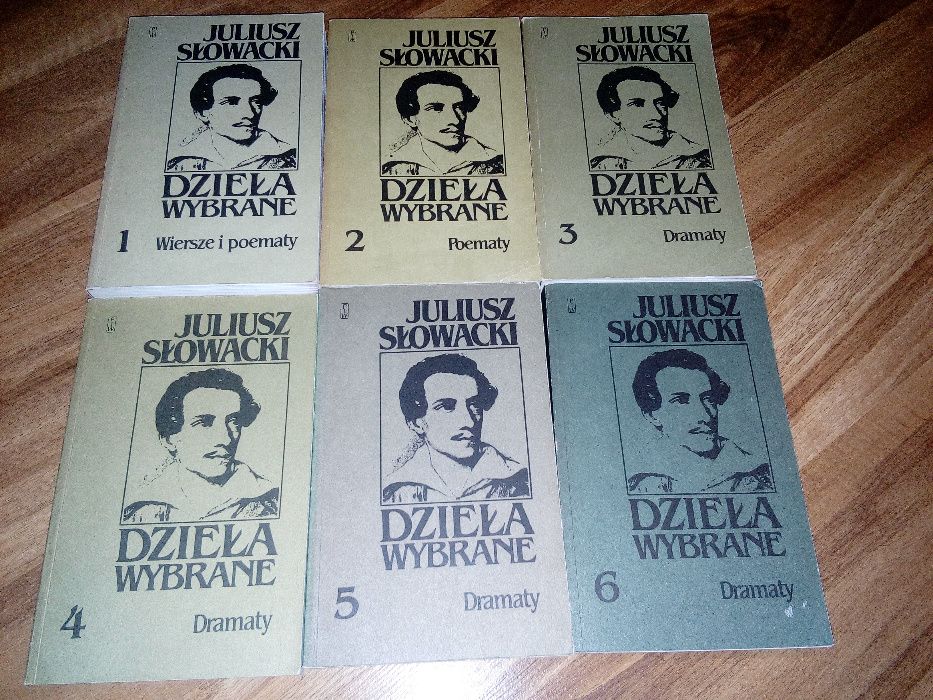 JULIUSZ
SŁOWACKI
DZIEŁA
WYBRANE
1 Wiersze i poematy
JULIUSZ
SŁOWACKI
DZIEŁA
WYBRANE
2 Poematy
JULIUSZ
SŁOWACKI
DZIEŁA
WYBRANE
3 Dramaty
JULIUSZ
SŁOWACKI
DZIEŁA
WYBRANE
4 Dramaty
JULIUSZ
SŁOWACKI
DZIEŁA
WYBRANE
5 Dramaty
JULIUSZ
SŁOWACKI
DZIEŁA
WYBRANE
6 Dramaty